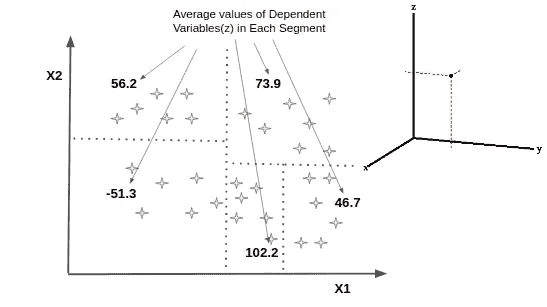 Average values of Dependent
Variables(z) in Each Segment
z
X2
56.2
73.9
y
x
-51.3
46.7
102.2
X1